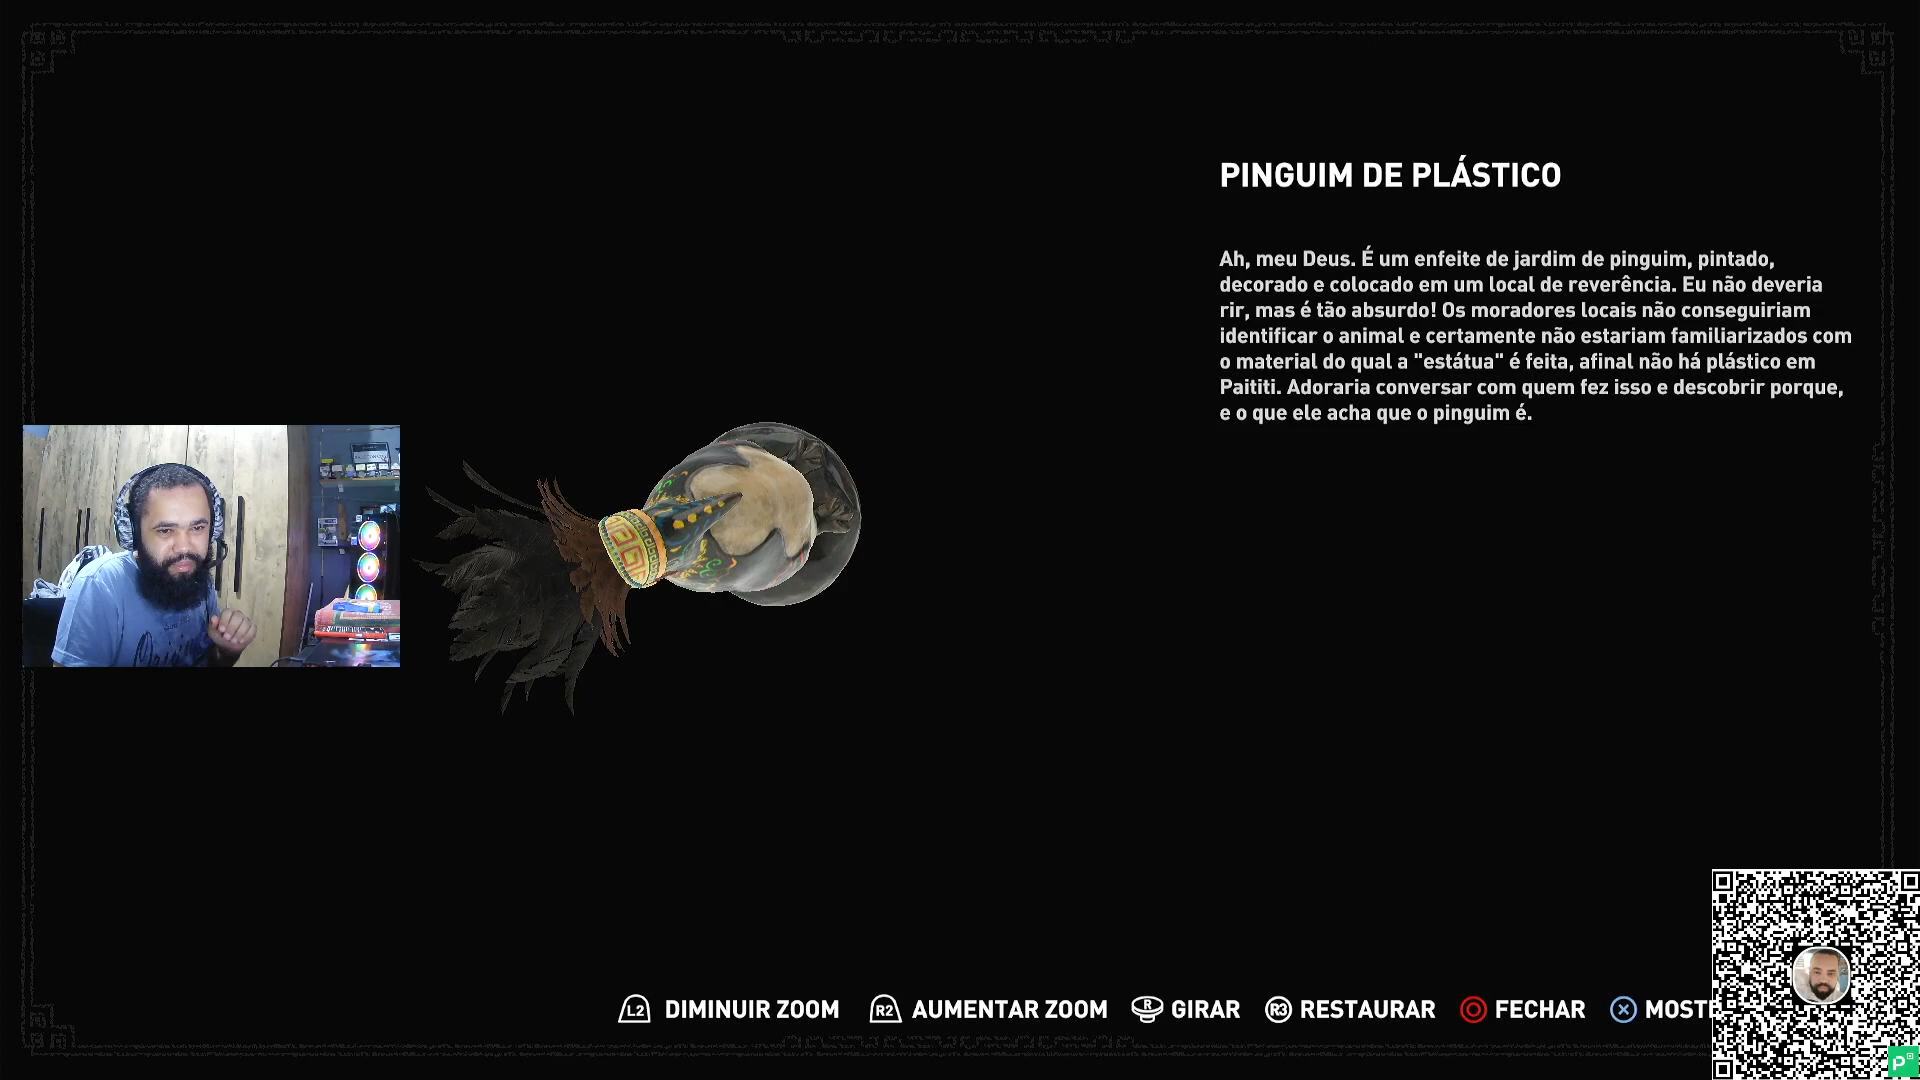 PINGUIM DE PLÁSTICO
Ah, meu Deus. É um enfeite de jardim de pinguim, pintado,
decorado e colocado em um local de reverência. Eu não deveria
rir, mas é tão absurdo! Os moradores locais não conseguiriam
identificar o animal e certamente não estariam familiarizados com
o material do qual a "estátua" é feita, afinal não há plástico em
Paititi. Adoraria conversar com quem fez isso e descobrir porque,
e o que ele acha que o pinguim é.
L2 DIMINUIR ZOOM R2 AUMENTAR ZOOM R GIRAR R3 RESTAURAR FECHAR MOST
P